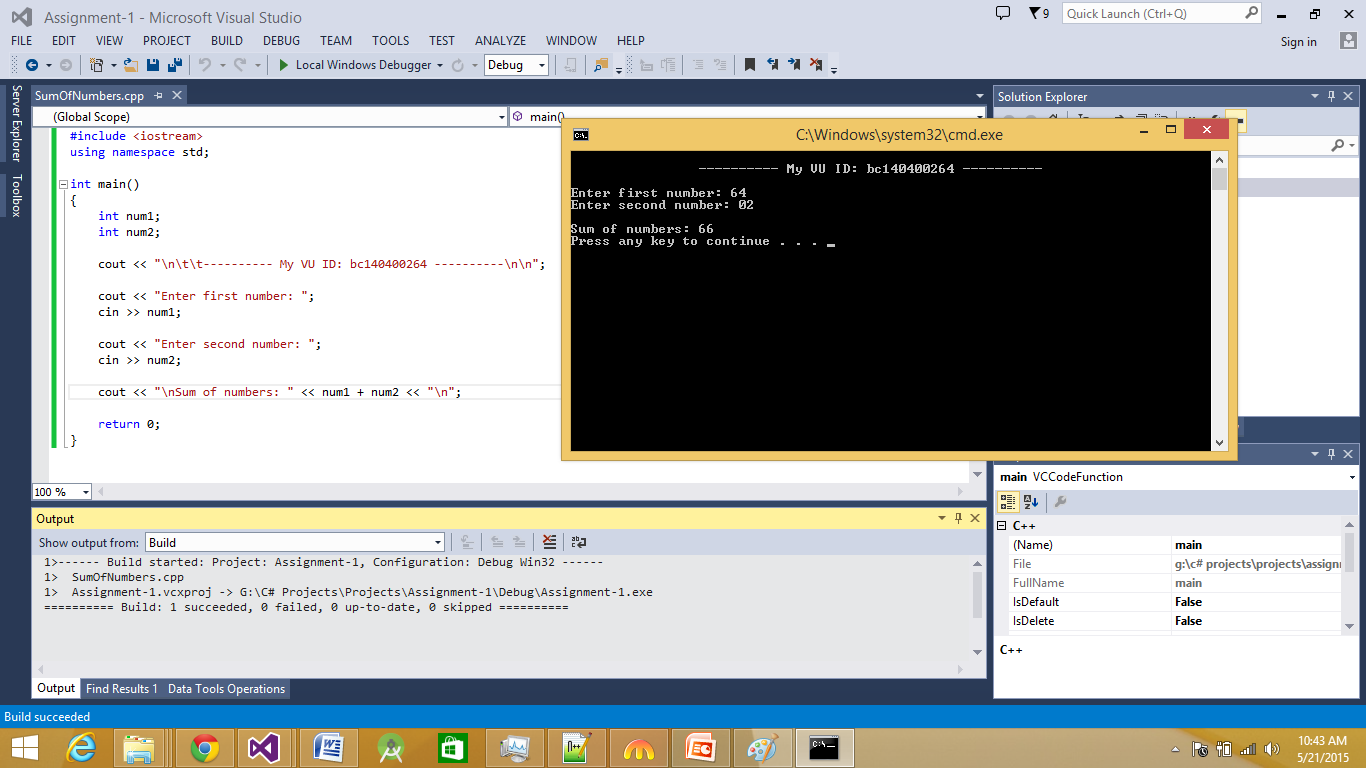 Assignment-1 - Microsoft Visual Studio
9
Quick Launch (Ctrl+Q)
FILE EDIT VIEW PROJECT BUILD DEBUG TEAM TOOLS TEST ANALYZE WINDOW HELP
Sign in
Local Windows Debugger
Debug
Server Explorer
Toolbox
SumOfNumbers.cpp
(Global Scope)
main()
#include <iostream>
using namespace std;
int main()
{
int num1;
int num2;
cout << "\n\t\t---------- My VU ID: bc140400264 ----------\n\n";
cout << "Enter first number: ";
cin >> num1;
cout << "Enter second number: ";
cin >> num2;
cout << "\nSum of numbers: " << num1 + num2 << "\n";
return 0;
}
100 %
C:\Windows\system32\cmd.exe
---------- My VU ID: bc140400264 ----------
Enter first number: 64
Enter second number: 02
Sum of numbers: 66
Press any key to continue . . . _
Solution Explorer
Output
Show output from: Build
1>------ Build started: Project: Assignment-1, Configuration: Debug Win32 ------
1>  SumOfNumbers.cpp
1>  Assignment-1.vcxproj -> G:\C# Projects\Projects\Assignment-1\Debug\Assignment-1.exe
========== Build: 1 succeeded, 0 failed, 0 up-to-date, 0 skipped ==========
Output Find Results 1 Data Tools Operations
main VCCodeFunction
C++
(Name) main
File g:\c# projects\projects\assignn
FullName main
IsDefault False
IsDelete False
C++
Build succeeded
10:43 AM
5/21/2015